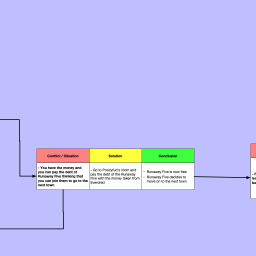 Conflict / Situation
Solution
Conclusion
- You have the money and
you can pay the debt of
Runaway Five thinking that
you can join them to go to the
next town
- Go to Poochyfud's room and
pay the debt of the Runaway
Five with the money taken from
Everdred
- Runaway Five is now free
- Runaway Five decides to
move on to the next town